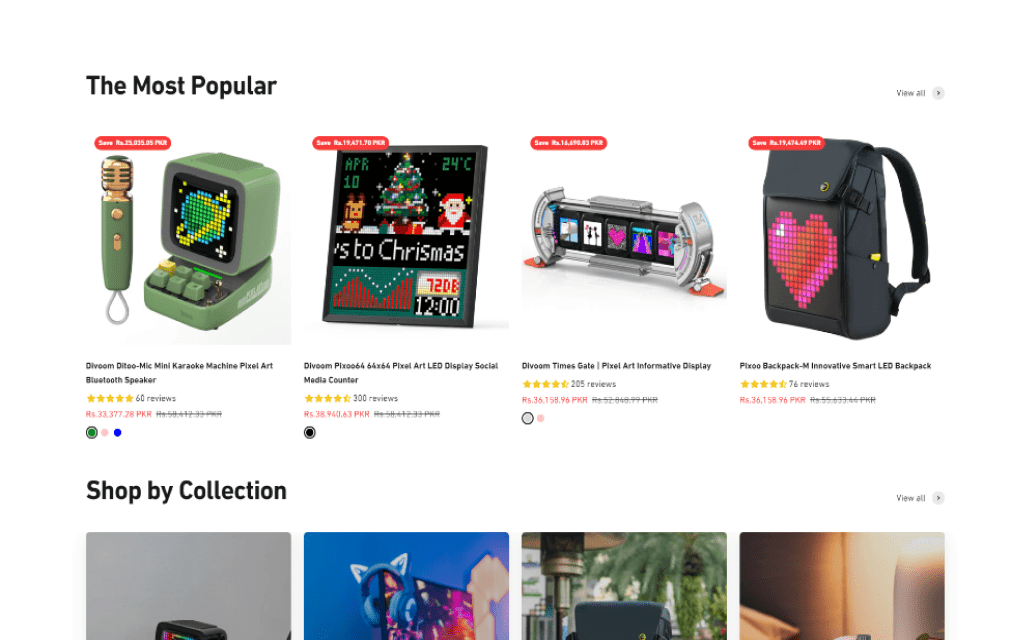 The Most Popular
View all
Save Rs.25,035.05 PKR
Save Rs.19,471.70 PKR
Save Rs.16,690.03 PKR
Save Rs.19,474.49 PKR
APR
10
24°C
ys to Chrismas
72DB
12:00
Divoom Ditoo-Mic Mini Karaoke Machine Pixel Art
Bluetooth Speaker
60 reviews
Rs.33,377.28 PKR Rs.58,412.33 PKR
Divoom Pixoo64 64x64 Pixel Art LED Display Social
Media Counter
300 reviews
Rs.38,940.63 PKR Rs.58,412.33 PKR
Divoom Times Gate | Pixel Art Informative Display
205 reviews
Rs.36,158.96 PKR Rs.52,848.99 PKR
Pixoo Backpack-M Innovative Smart LED Backpack
76 reviews
Rs.36,158.96 PKR Rs.55,633.44 PKR
Shop by Collection
View all